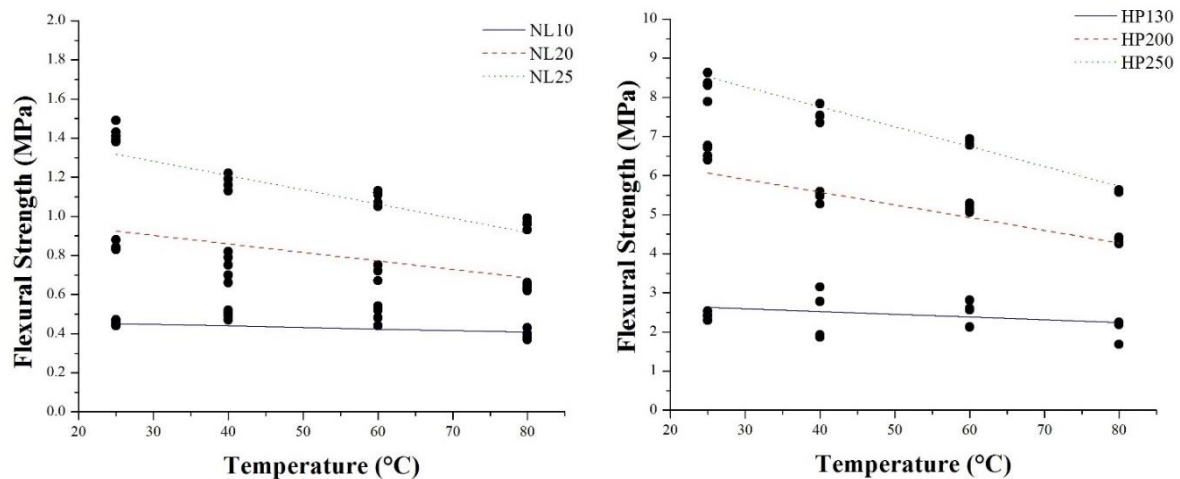 2.0
1.8
1.6
1.4
1.2
1.0
0.8
0.6
0.4
0.2
0.0
Flexural Strength (MPa)
NL10
NL20
NL25
20 30 40 50 60 70 80
Temperature (°C)
10
9
8
7
6
5
4
3
2
1
0
Flexural Strength (MPa)
HP130
HP200
HP250
20 30 40 50 60 70 80
Temperature (°C)